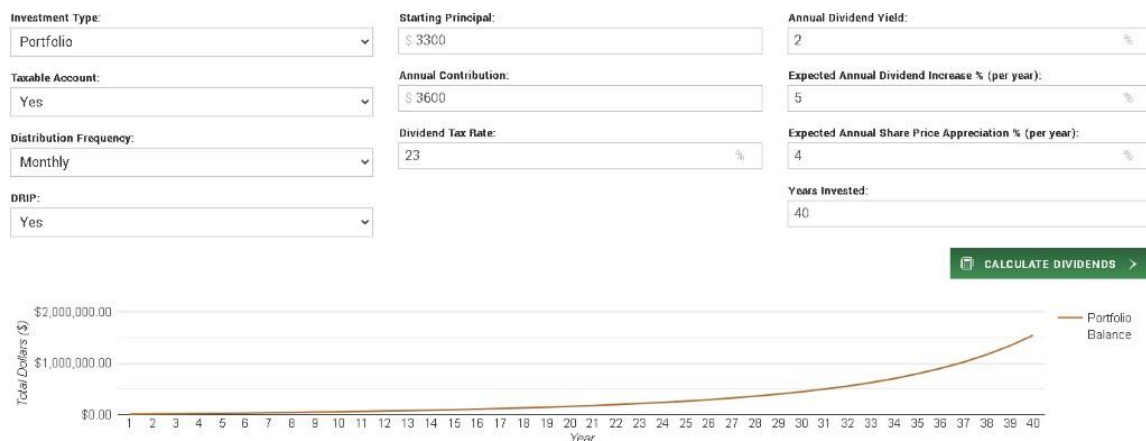 Investment Type:
Portfolio
Taxable Account:
Yes
Distribution Frequency:
Monthly
DRIP:
Yes
Starting Principal:
$ 3300
Annual Contribution:
$ 3600
Dividend Tax Rate:
23 %
Annual Dividend Yield:
2 %
Expected Annual Dividend Increase % (per year):
5 %
Expected Annual Share Price Appreciation % (per year):
4 %
Years Invested:
40
CALCULATE DIVIDENDS
Total Dollars ($)
$2,000,000.00
$1,000,000.00
$0.00
1 2 3 4 5 6 7 8 9 10 11 12 13 14 15 16 17 18 19 20 21 22 23 24 25 26 27 28 29 30 31 32 33 34 35 36 37 38 39 40
Year
Portfolio
Balance